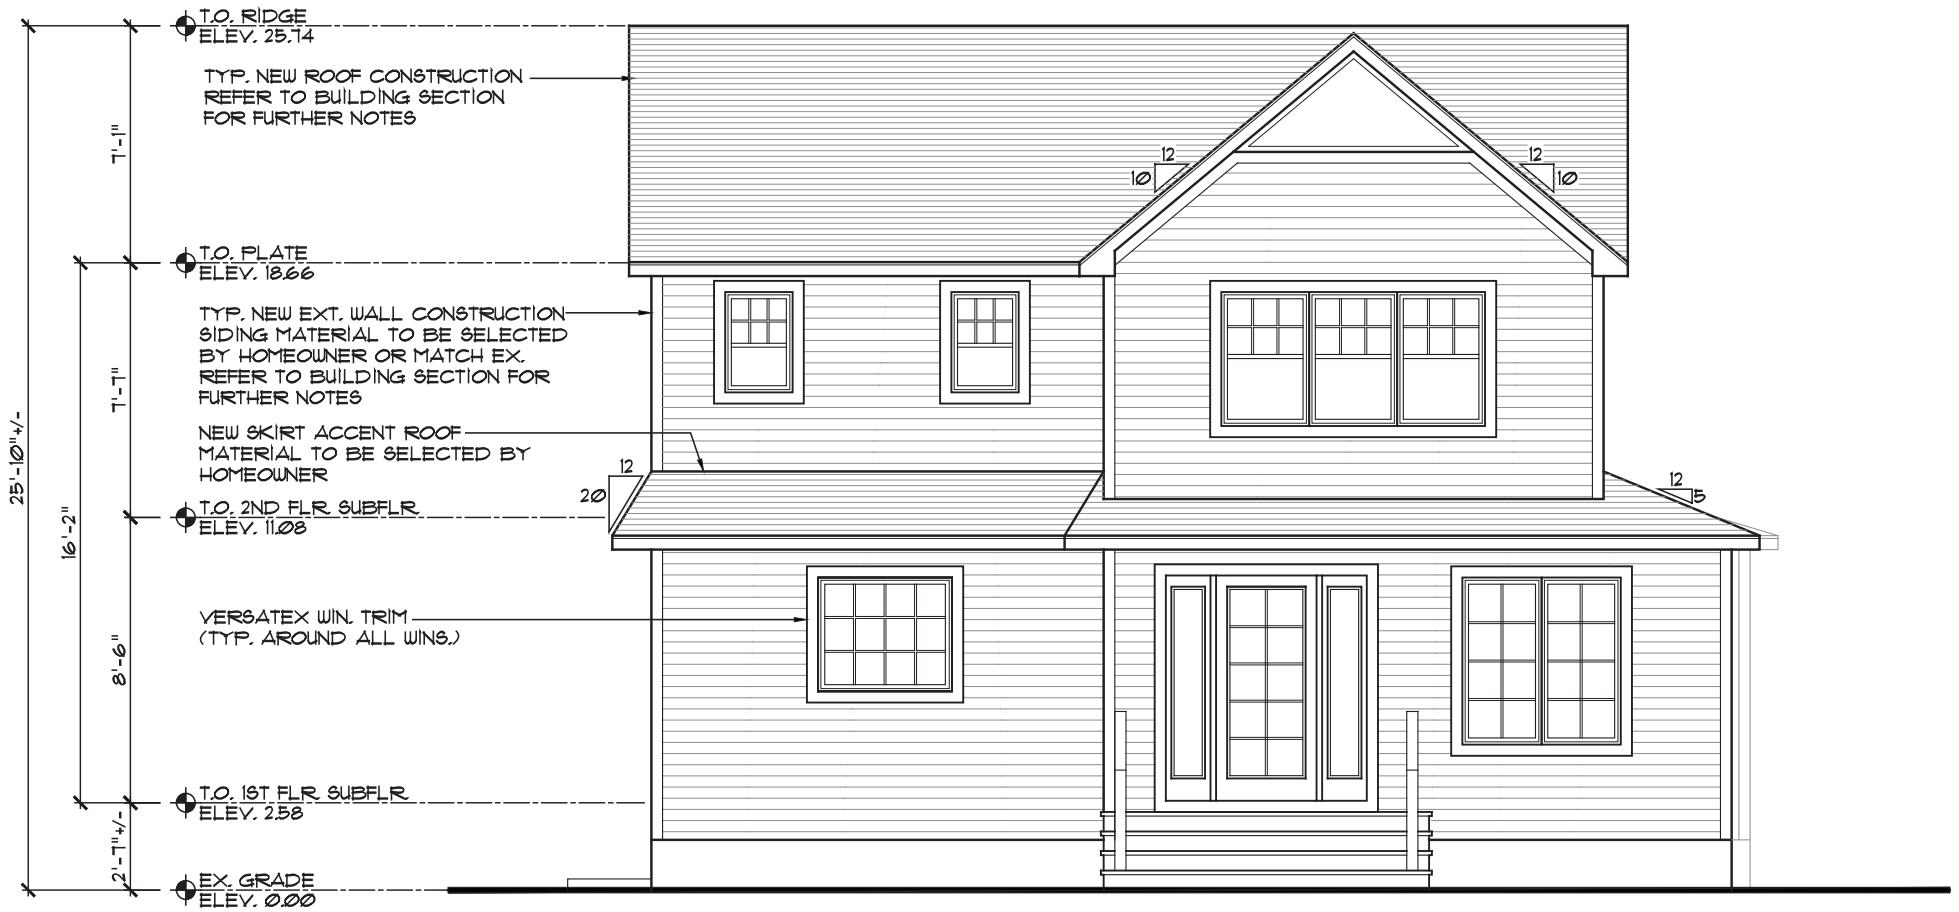 T.O. RIDGE
ELEV. 25.74
TYP. NEW ROOF CONSTRUCTION
REFER TO BUILDING SECTION
FOR FURTHER NOTES
7'-1"
12
10
12
10
T.O. PLATE
ELEV. 18.66
TYP. NEW EXT. WALL CONSTRUCTION
SIDING MATERIAL TO BE SELECTED
BY HOMEOWNER OR MATCH EX.
REFER TO BUILDING SECTION FOR
FURTHER NOTES
7'-7"
NEW SKIRT ACCENT ROOF
MATERIAL TO BE SELECTED BY
HOMEOWNER
25'-10"+/-
12
20
12
5
T.O. 2ND FLR. SUBFLR.
ELEV. 11.08
16'-2"
VERSATEX WIN. TRIM
(TYP. AROUND ALL WINS.)
8'-6"
T.O. 1ST FLR. SUBFLR.
ELEV. 2.58
2'-7"+/-
EX. GRADE
ELEV. 0.00